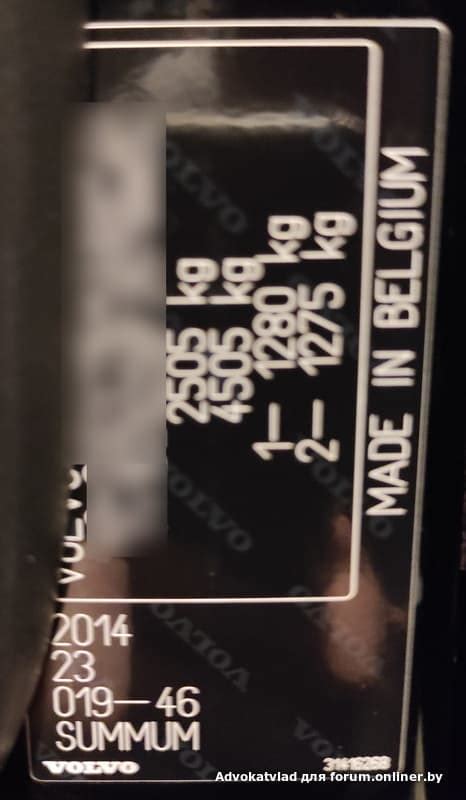 VOLVO
2505 kg
4505 kg
1– 1280 kg
2– 1275 kg
MADE IN BELGIUM
2014
23
019–46
SUMMUM
VOLVO
31416268
Advokatvlad для forum.onliner.by